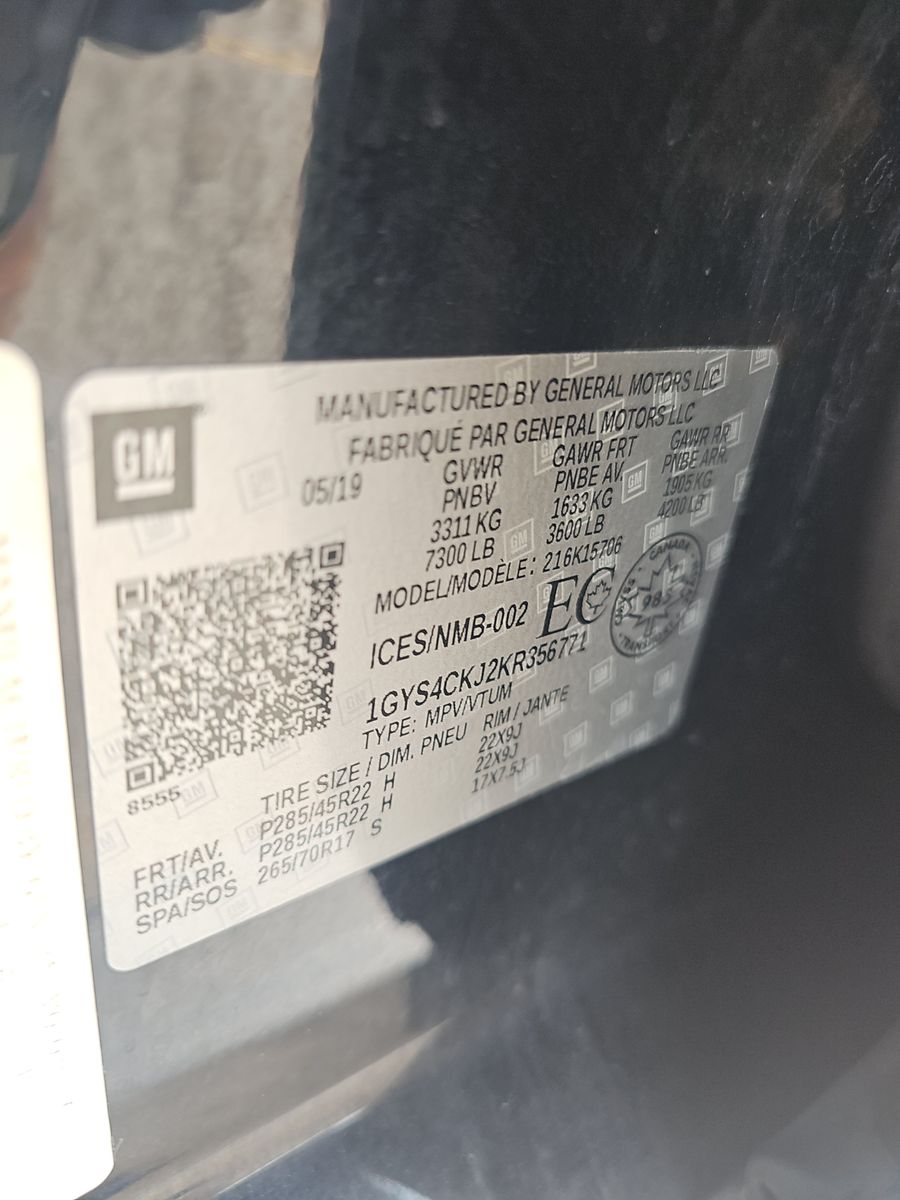 GM
MANUFACTURED BY GENERAL MOTORS LLC
FABRIQUÉ PAR GENERAL MOTORS LLC
05/19
GVWR GAWR FRT GAWR RR
PNBV PNBE AV. PNBE ARR.
3311 KG 1633 KG 1905 KG
7300 LB 3600 LB 4200 LB
MODEL/MODÈLE: 216K15706
ICES/NMB-002 EC
CANADA
1GYS4CKJ2KR356771
TYPE: MPV/VTUM
8555
TIRE SIZE / DIM. PNEU RIM / JANTE
FRT/AV. P285/45R22 H 22X9J
RR/ARR. P285/45R22 H 22X9J
SPA/SOS 265/70R17 S 17X7.5J